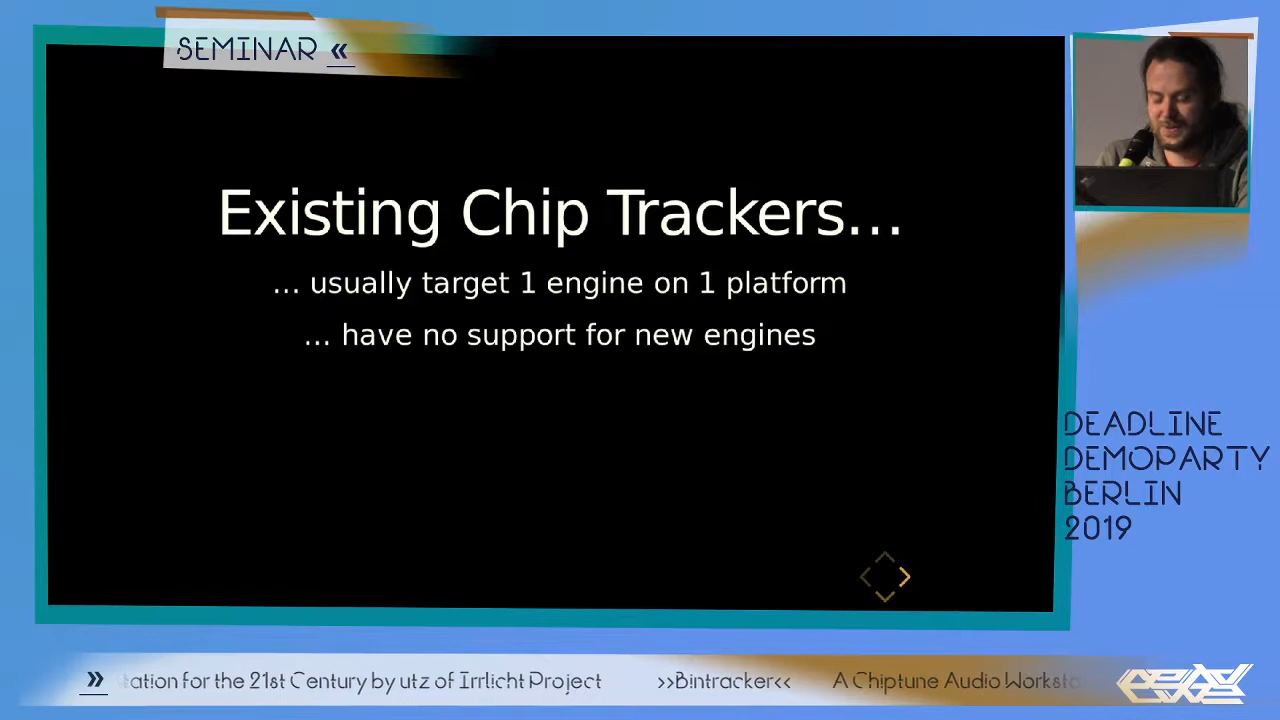 SEMINAR «
Existing Chip Trackers...
... usually target 1 engine on 1 platform
... have no support for new engines
DEADLINE
DEMOPARTY
BERLIN
2019
» tation for the 21st Century by utz of Irrlicht Project >>Bintracker<< A Chiptune Audio Worksta